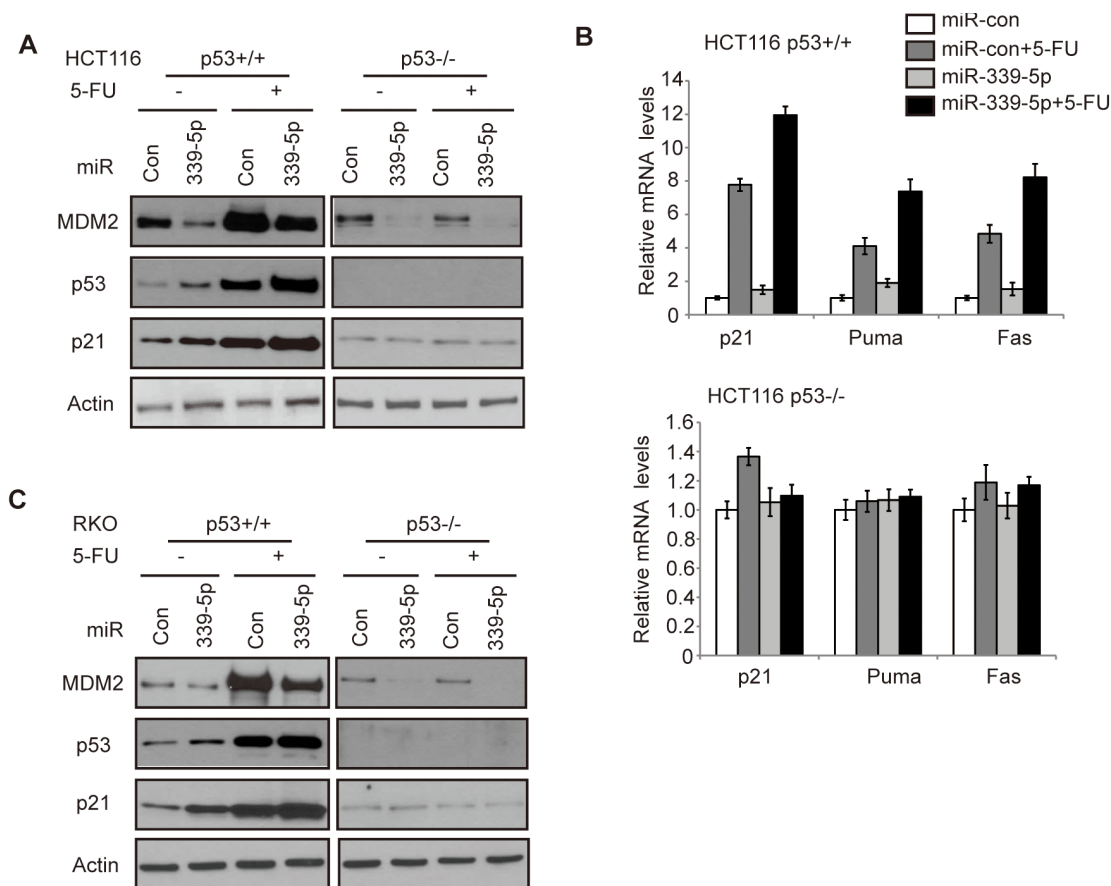 A
HCT116 p53+/+ p53-/-
5-FU - + - +
miR Con 339-5p Con 339-5p Con 339-5p Con 339-5p
MDM2
p53
p21
Actin
B
HCT116 p53+/+
miR-con
miR-con+5-FU
miR-339-5p
miR-339-5p+5-FU
Relative mRNA levels
14
12
10
8
6
4
2
0
p21 Puma Fas
HCT116 p53-/-
Relative mRNA levels
1.6
1.4
1.2
1.0
0.8
0.6
0.4
0.2
0
p21 Puma Fas
C
RKO p53+/+ p53-/-
5-FU - + - +
miR Con 339-5p Con 339-5p Con 339-5p Con 339-5p
MDM2
p53
p21
Actin